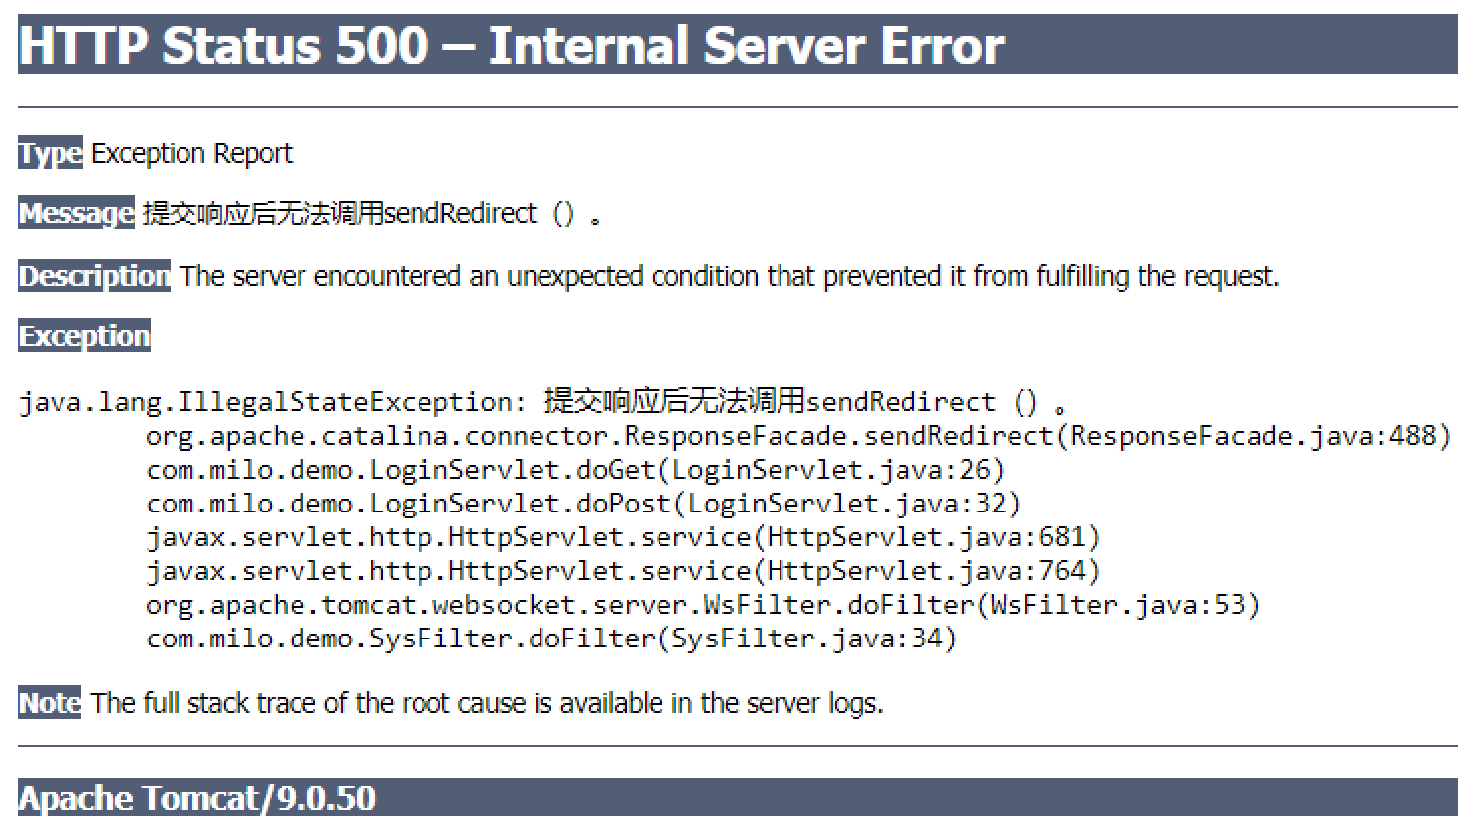 HTTP Status 500 – Internal Server Error
Type Exception Report
Message 提交响应后无法调用sendRedirect（）。
Description The server encountered an unexpected condition that prevented it from fulfilling the request.
Exception
java.lang.IllegalStateException: 提交响应后无法调用sendRedirect（）。
org.apache.catalina.connector.ResponseFacade.sendRedirect(ResponseFacade.java:488)
com.milo.demo.LoginServlet.doGet(LoginServlet.java:26)
com.milo.demo.LoginServlet.doPost(LoginServlet.java:32)
javax.servlet.http.HttpServlet.service(HttpServlet.java:681)
javax.servlet.http.HttpServlet.service(HttpServlet.java:764)
org.apache.tomcat.websocket.server.WsFilter.doFilter(WsFilter.java:53)
com.milo.demo.SysFilter.doFilter(SysFilter.java:34)
Note The full stack trace of the root cause is available in the server logs.
Apache Tomcat/9.0.50